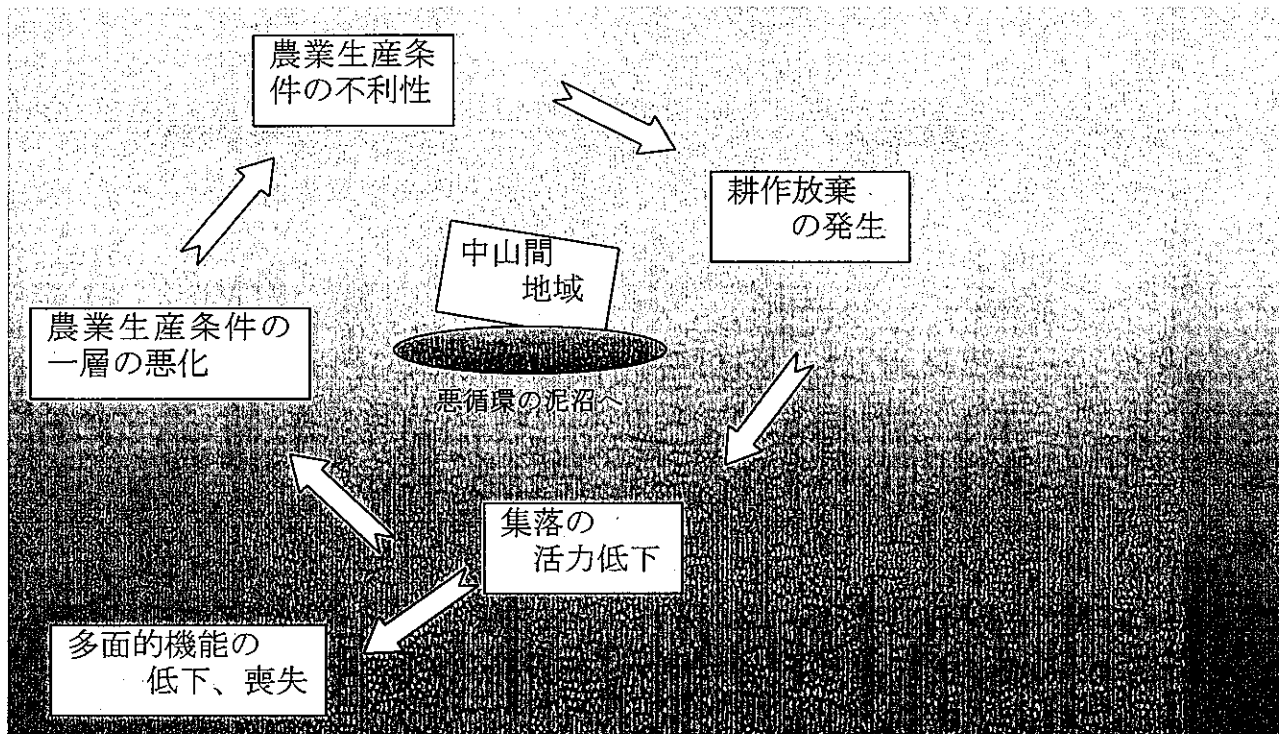 農業生産条
件の不利性
耕作放棄
の発生
中山間
地域
農業生産条件の
一層の悪化
悪循環の泥沼へ
集落の
活力低下
多面的機能の
低下、喪失